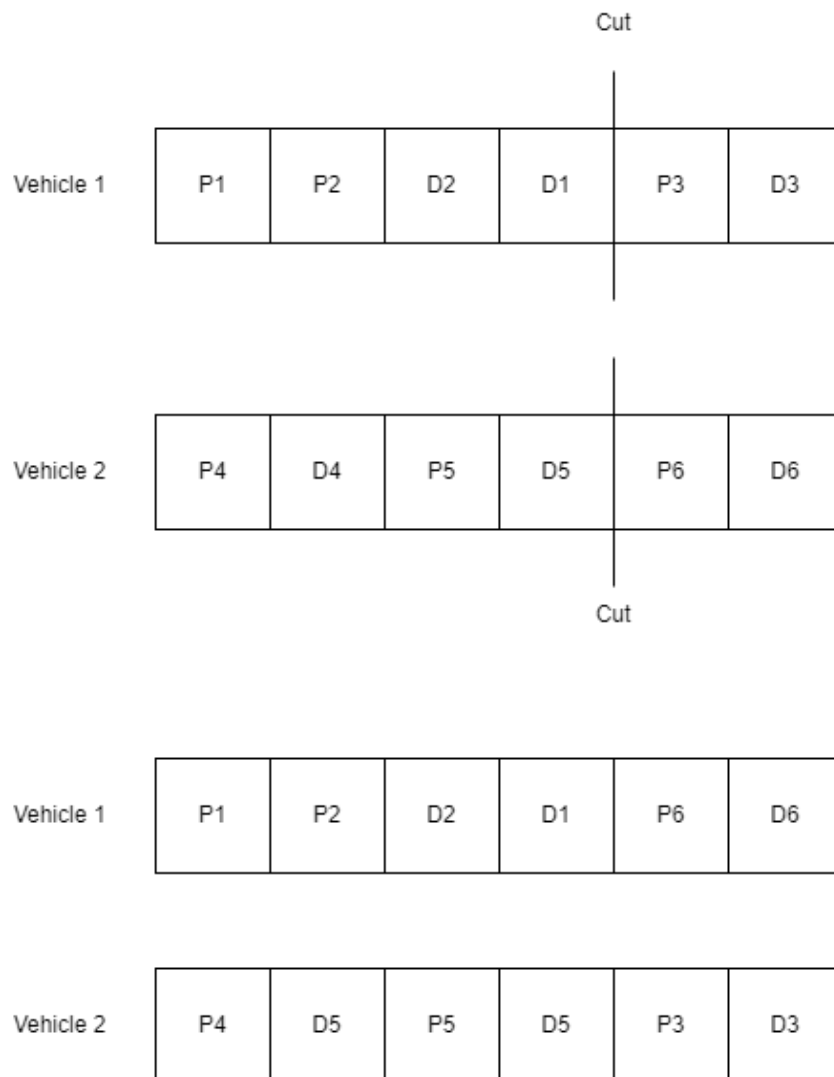 Cut
Vehicle 1 P1 P2 D2 D1 P3 D3
Vehicle 2 P4 D4 P5 D5 P6 D6
Cut
Vehicle 1 P1 P2 D2 D1 P6 D6
Vehicle 2 P4 D5 P5 D5 P3 D3